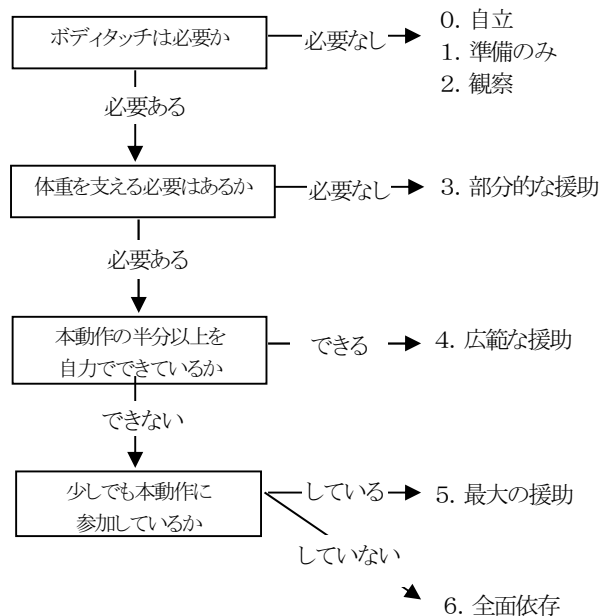 ボディタッチは必要か
必要なし
0. 自立
1. 準備のみ
2. 観察
必要ある
体重を支える必要はあるか
必要なし
3. 部分的な援助
必要ある
本動作の半分以上を
自力でできているか
できる
4. 広範な援助
できない
少しでも本動作に
参加しているか
している
5. 最大の援助
していない
6. 全面依存